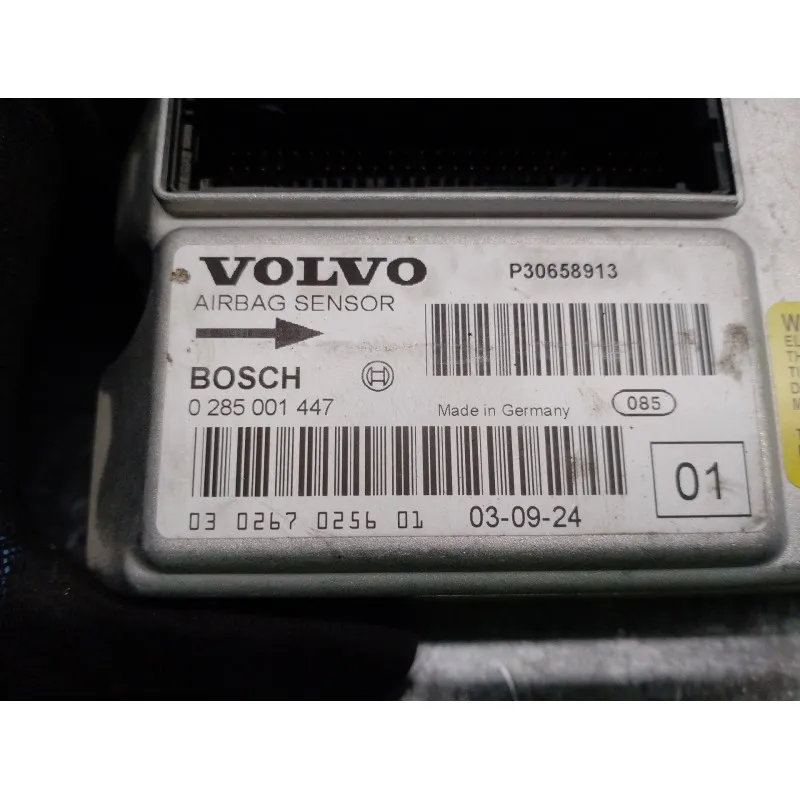 VOLVO
P30658913
AIRBAG SENSOR
BOSCH
0 285 001 447
Made in Germany
085
01
03 0267 0256 01
03-09-24